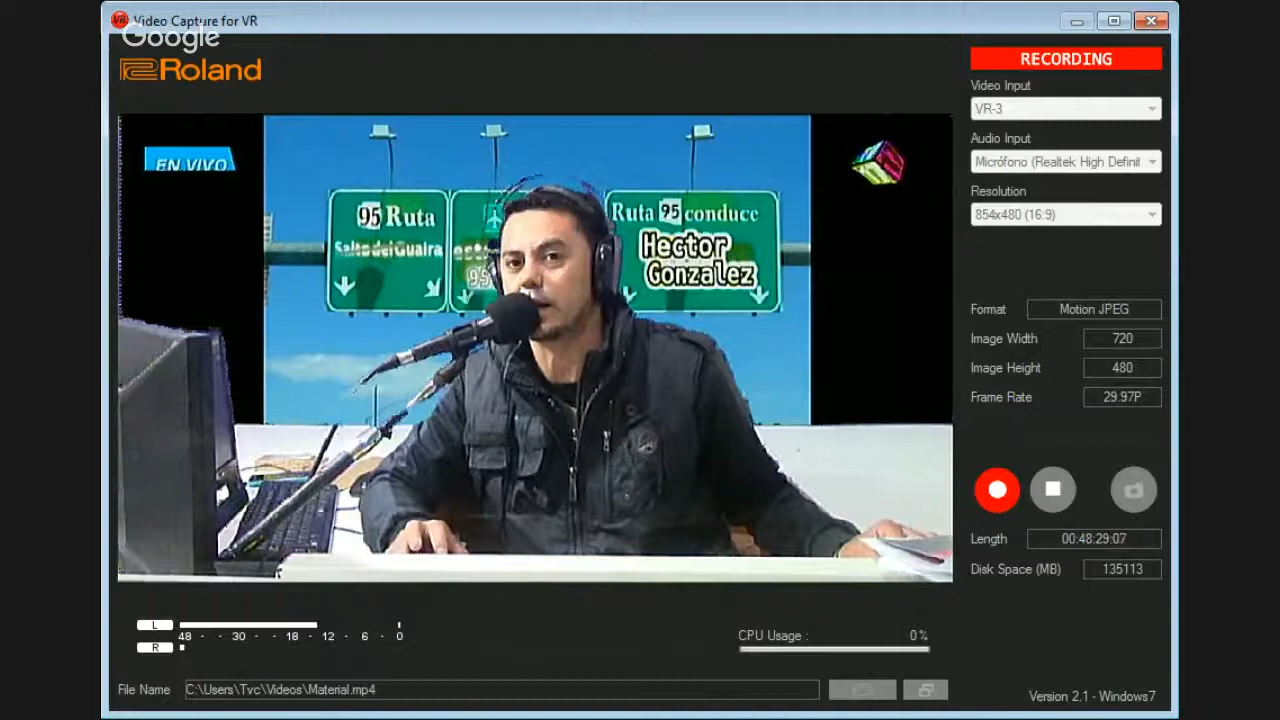 Video Capture for VR
Google
Roland
RECORDING
Video Input
VR-3
Audio Input
Micrófono (Realtek High Definit
Resolution
854x480 (16:9)
EN VIVO
95 Ruta
Salto del Guaira
95
Ruta 95 conduce
Hector
Gonzalez
Format Motion JPEG
Image Width 720
Image Height 480
Frame Rate 29.97P
Length 00:48:29:07
Disk Space (MB) 135113
L
48 - - 30 - - 18 - 12 - 6 - 0
R
CPU Usage : 0 %
File Name C:\Users\Tvc\Videos\Material.mp4
Version 2.1 - Windows7